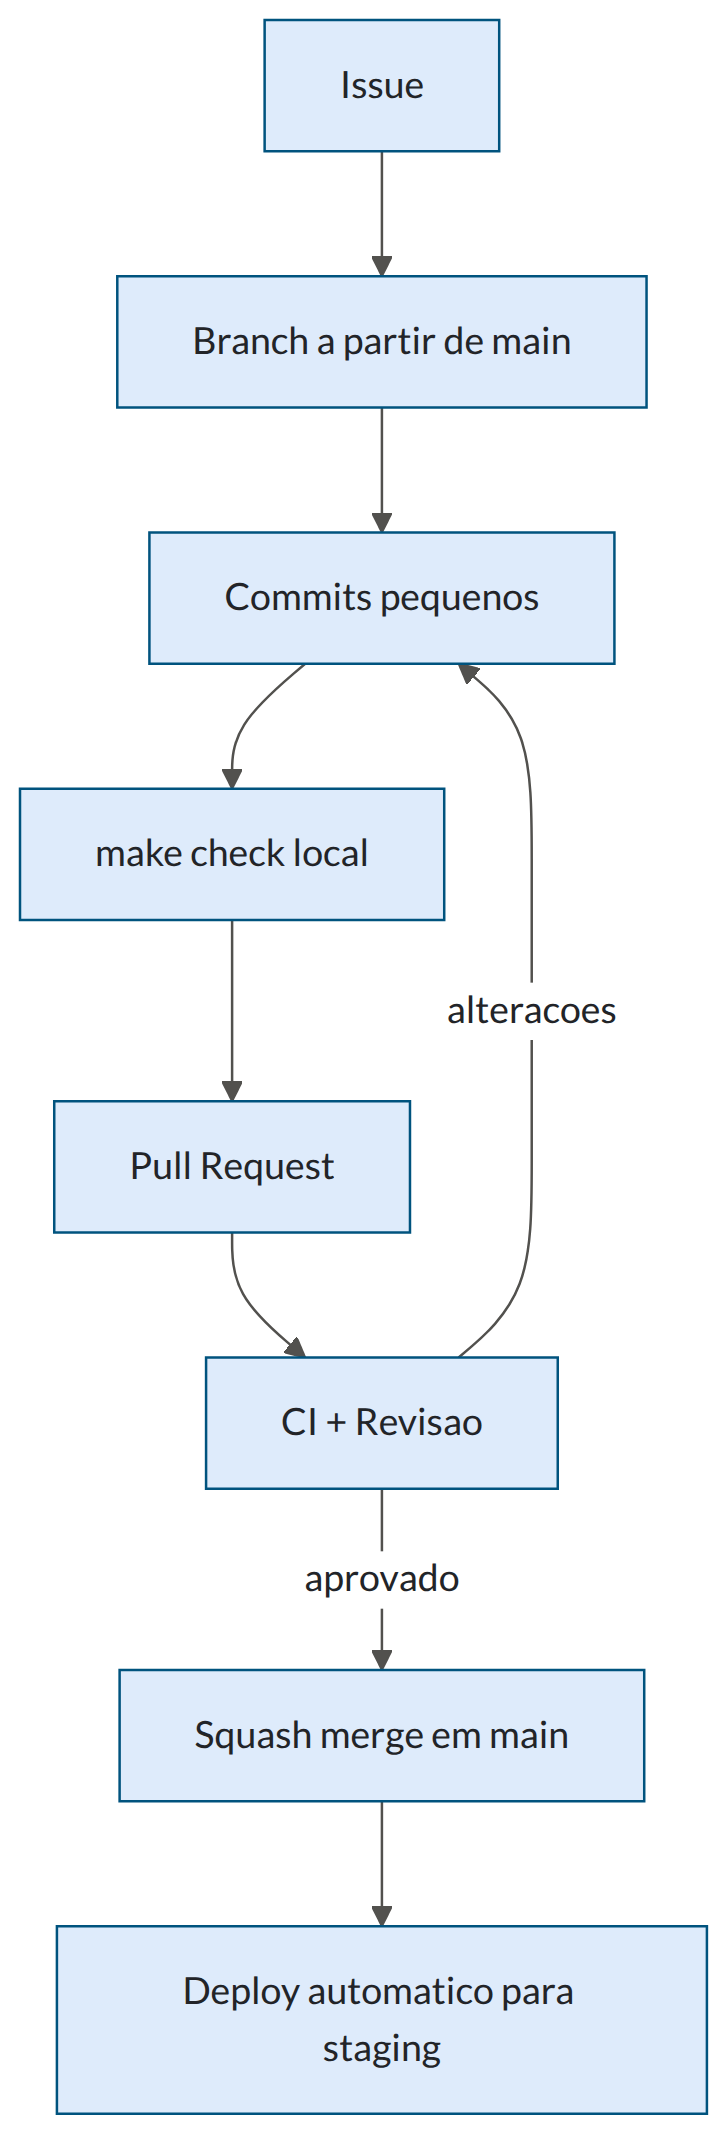 Issue
Branch a partir de main
Commits pequenos
make check local
alteracoes
Pull Request
CI + Revisao
aprovado
Squash merge em main
Deploy automatico para
staging